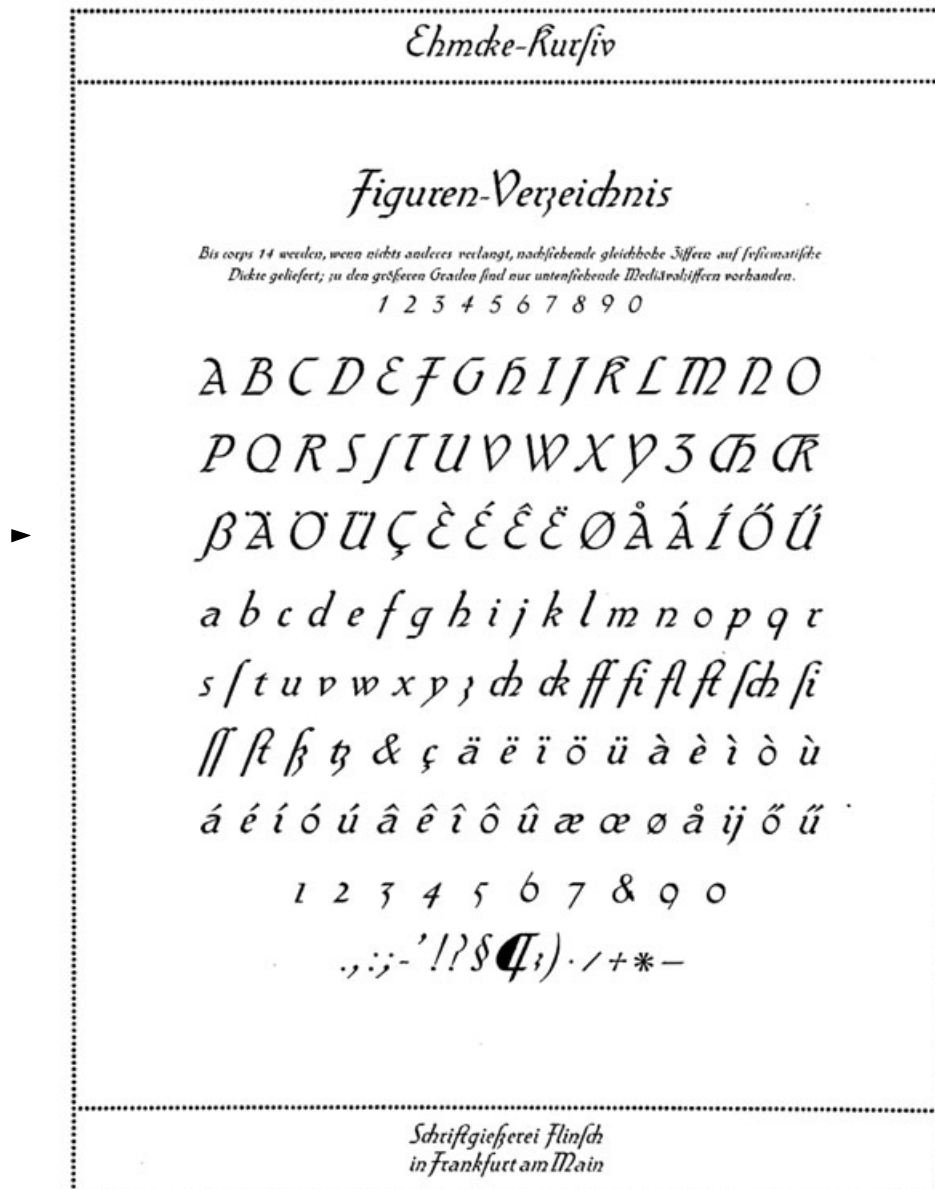 Ehmcke-Kurſiv
Figuren-Verzeichnis
Bis corps 14 werden, wenn nichts anderes verlangt, nachſtehende gleichhohe Ziffern auf ſyſtematiſche
Dickte geliefert; zu den größeren Graden ſind nur untenſtehende Mediävalziffern vorhanden.
1 2 3 4 5 6 7 8 9 0
A B C D E F G H I J K L M N O
P Q R S ſ T U V W X Y Z CH CK
ß Ä Ö Ü Ç È É Ê Ë Ø Å Á Í Ő Ű
a b c d e f g h i j k l m n o p q r
s ſ t u v w x y z ch ck ff fi fl ft ſch ſi
ſſ ſt ß tz & ç ä ë ï ö ü à è ì ò ù
á é í ó ú â ê î ô û æ œ ø å ij ő ű
1 2 3 4 5 6 7 & 9 0
.,:;-'!?§¶;)·/+*—
Schriftgießerei Flinſch
in Frankfurt am Main